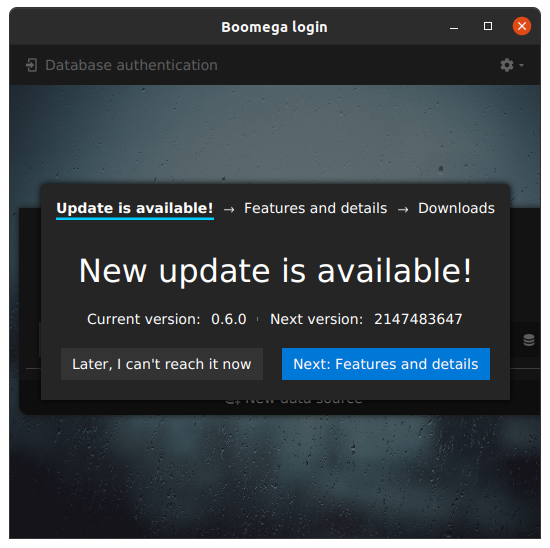 Boomega login
Database authentication
Update is available! → Features and details → Downloads
New update is available!
Current version: 0.6.0 Next version: 2147483647
Later, I can't reach it now Next: Features and details
New data source